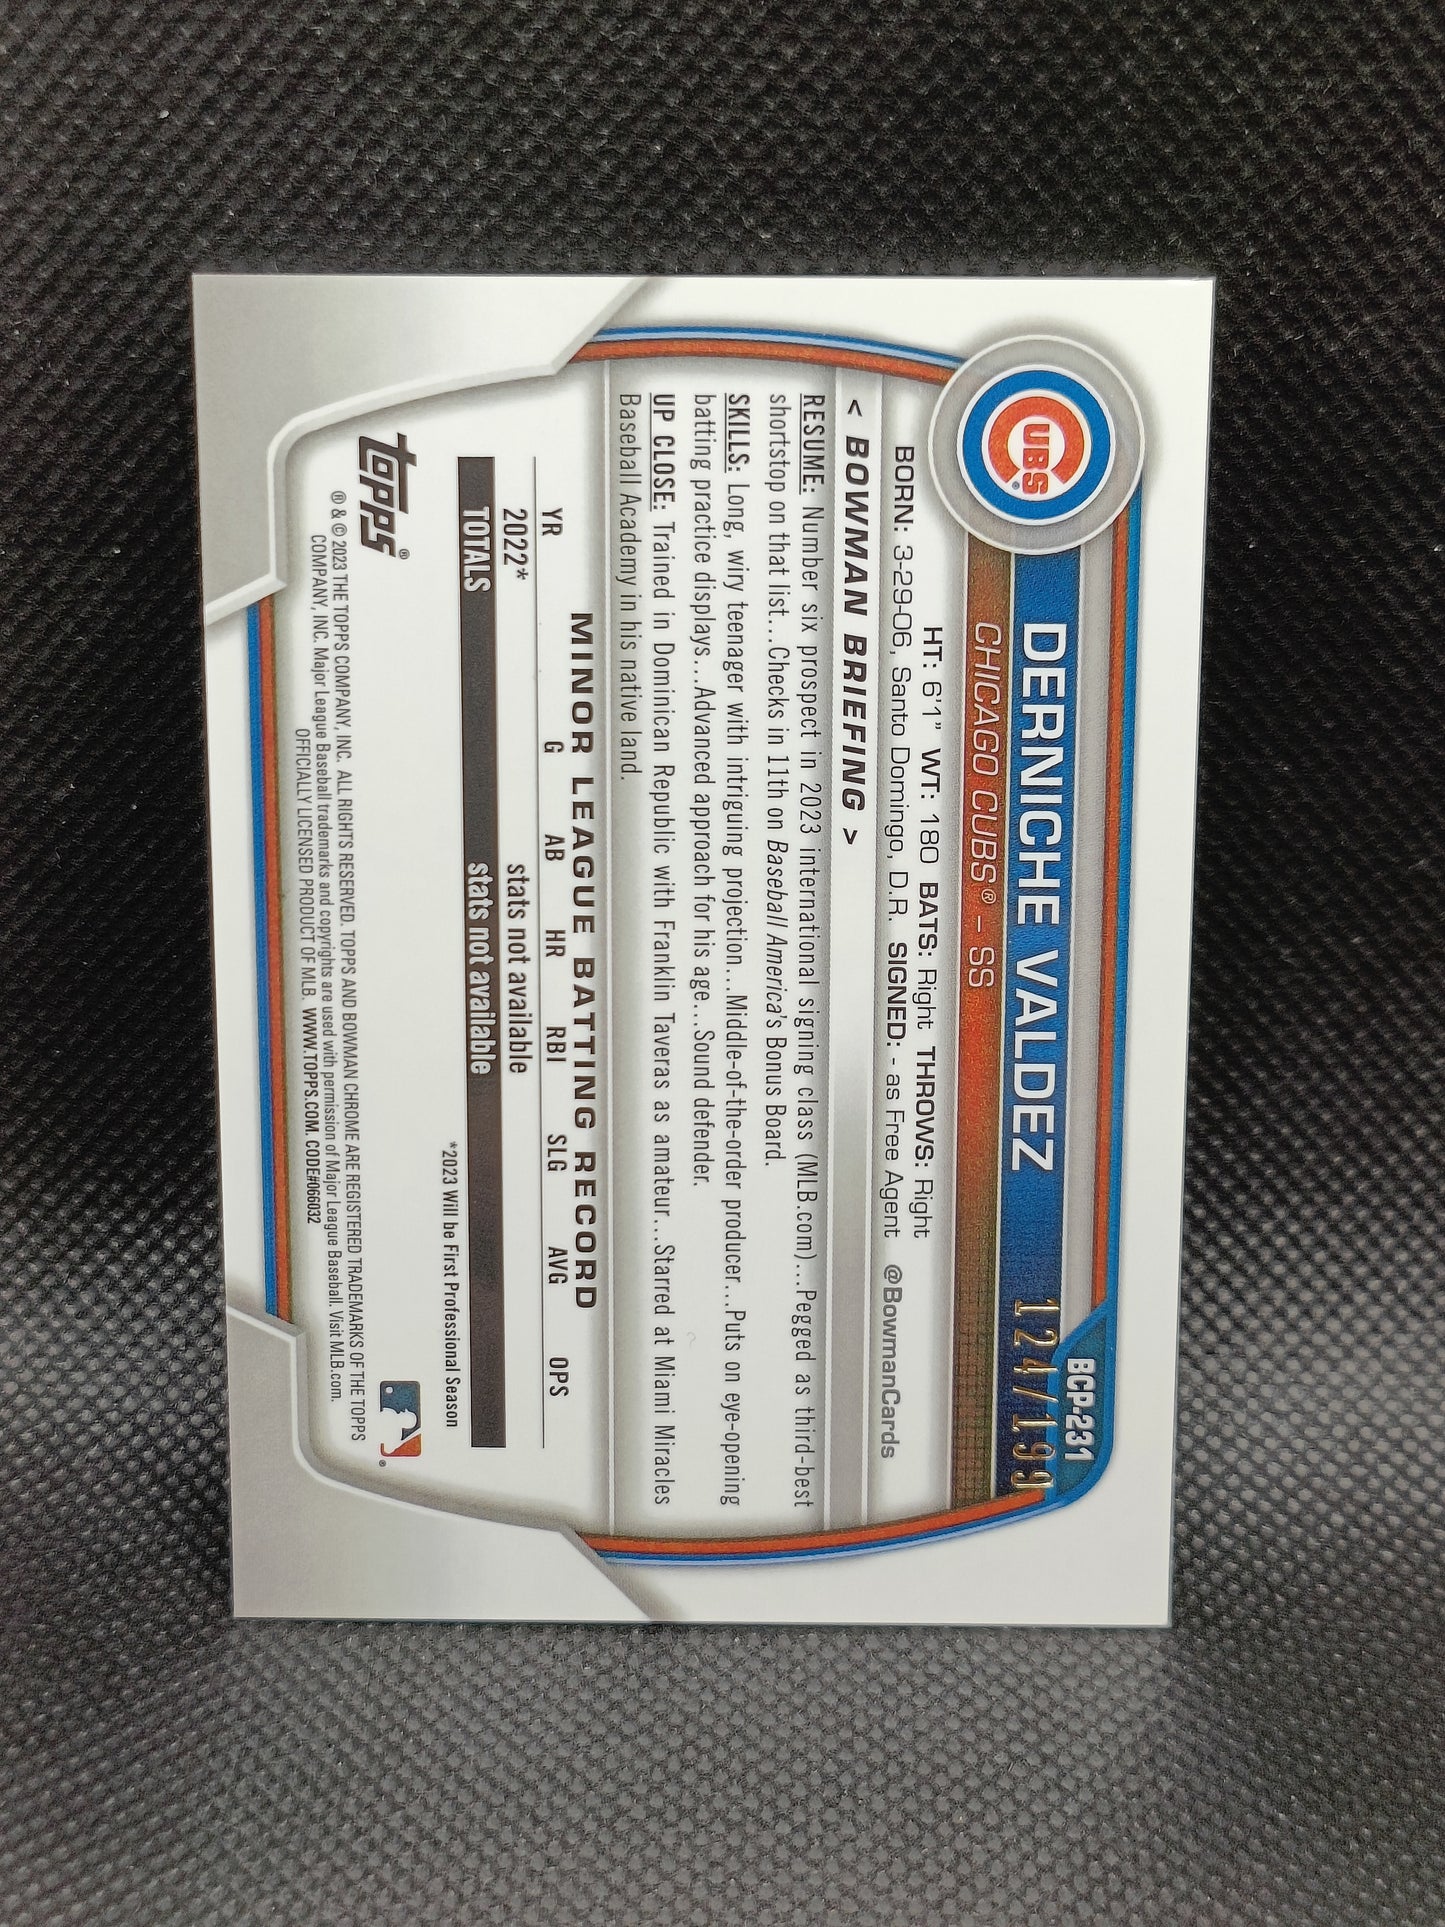 BCP-231
124/199
DERNICHE VALDEZ
CHICAGO CUBS® – SS
UBS®
HT: 6'1" WT: 180 BATS: Right THROWS: Right
BORN: 3-29-06, Santo Domingo, D.R. SIGNED: - as Free Agent @BowmanCards
< BOWMAN BRIEFING >
RESUME: Number six prospect in 2023 international signing class (MLB.com)...Pegged as third-best
shortstop on that list...Checks in 11th on Baseball America's Bonus Board.
SKILLS: Long, wiry teenager with intriguing projection...Middle-of-the-order producer...Puts on eye-opening
batting practice displays...Advanced approach for his age...Sound defender.
UP CLOSE: Trained in Dominican Republic with Franklin Taveras as amateur...Starred at Miami Miracles
Baseball Academy in his native land.
MINOR LEAGUE BATTING RECORD
YR G AB HR RBI SLG AVG OPS
2022* stats not available
TOTALS stats not available
*2023 Will be First Professional Season
topps®
® & © 2023 THE TOPPS COMPANY, INC. ALL RIGHTS RESERVED. TOPPS AND BOWMAN CHROME ARE REGISTERED TRADEMARKS OF THE TOPPS
COMPANY, INC. Major League Baseball trademarks and copyrights are used with permission of Major League Baseball. Visit MLB.com.
OFFICIALLY LICENSED PRODUCT OF MLB. WWW.TOPPS.COM. CODE#066032